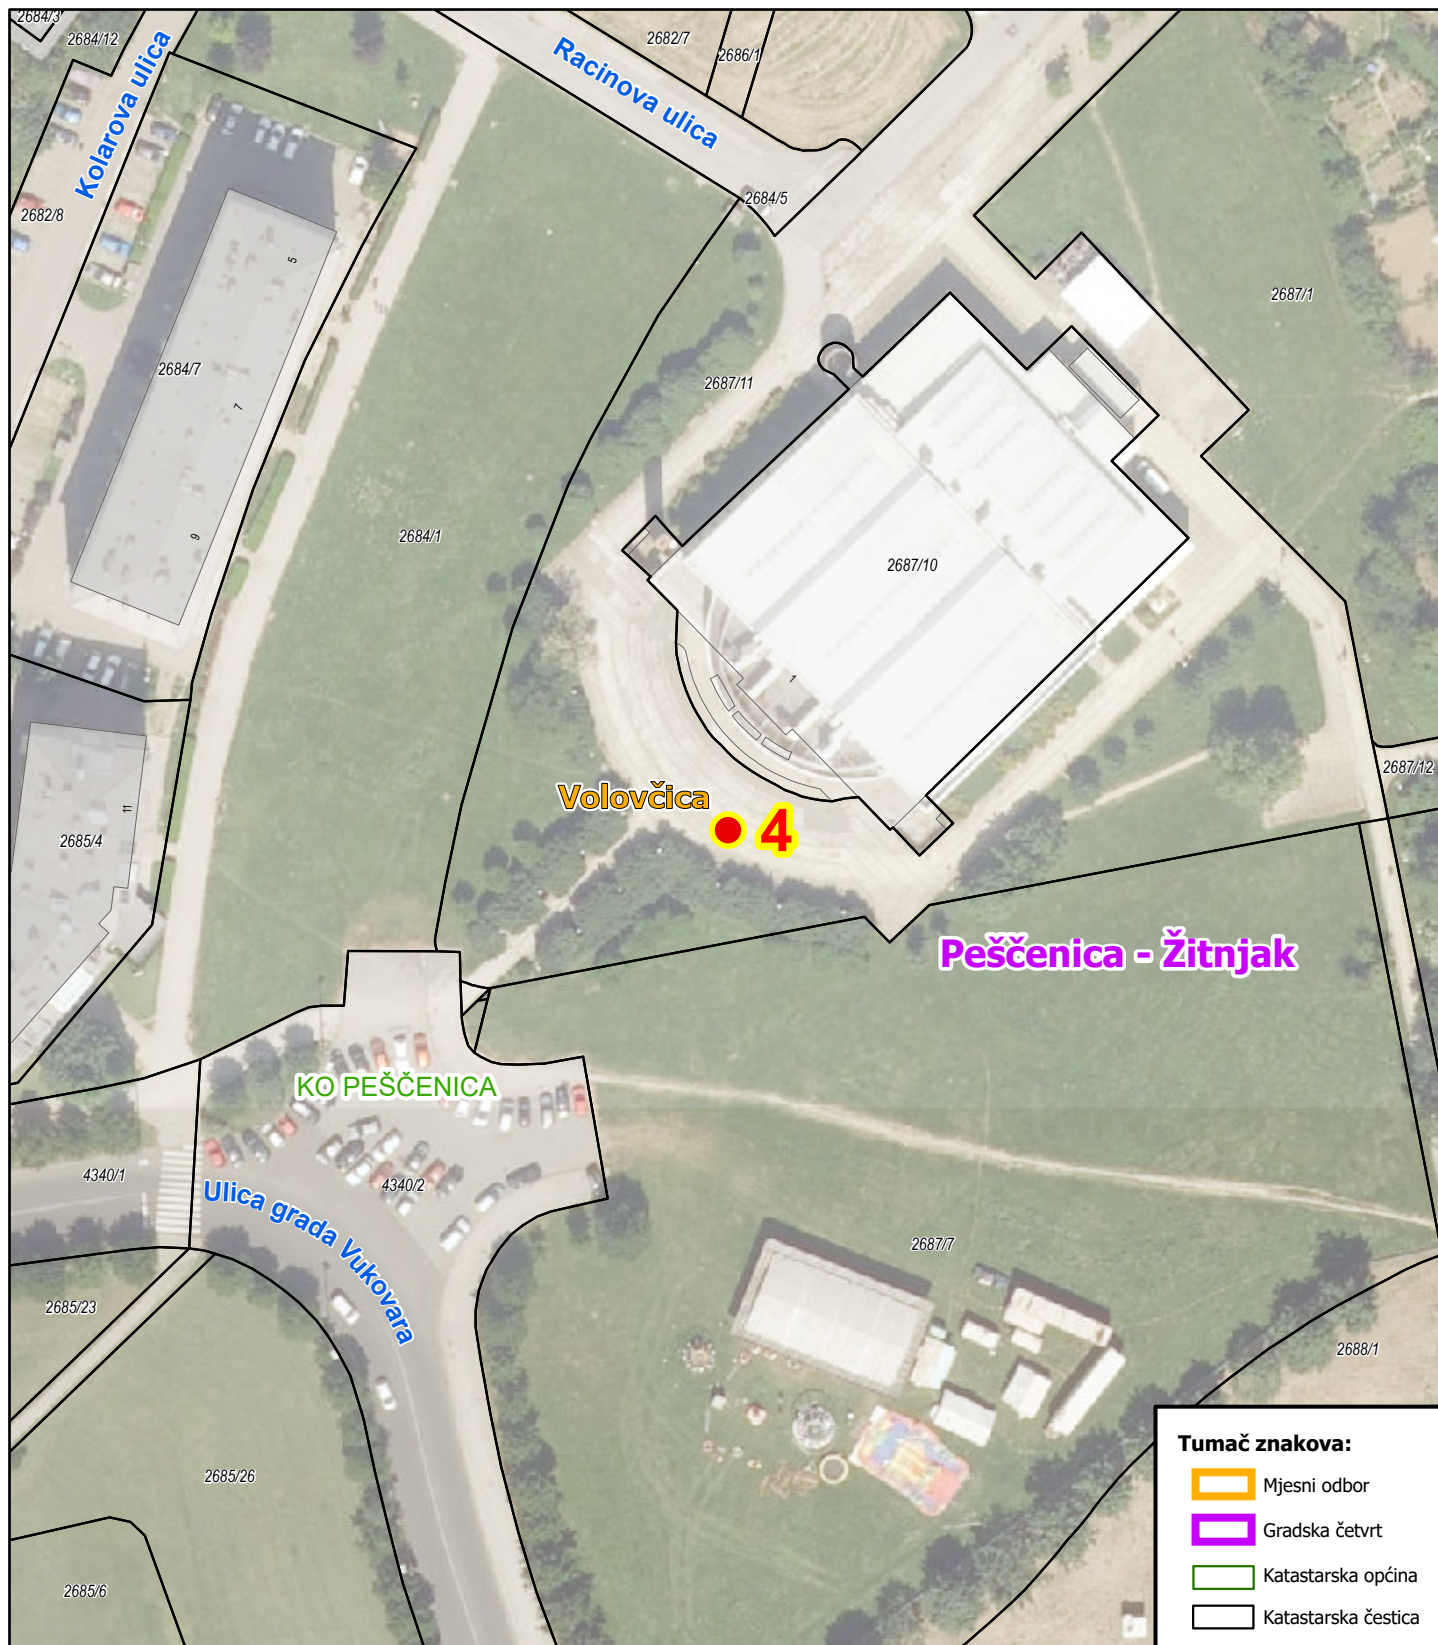 2684/3
2684/12
Kolarova ulica
Racinova ulica
2682/7
2686/1
2682/8
2684/5
5
2687/1
2684/7
2687/11
7
2684/1
9
2687/10
1
2687/12
Volovčica
4
11
2685/4
Peščenica - Žitnjak
KO PEŠČENICA
4340/1
4340/2
Ulica grada Vukovara
2687/7
2685/23
2688/1
2685/26
2685/6
Tumač znakova:
Mjesni odbor
Gradska četvrt
Katastarska općina
Katastarska čestica